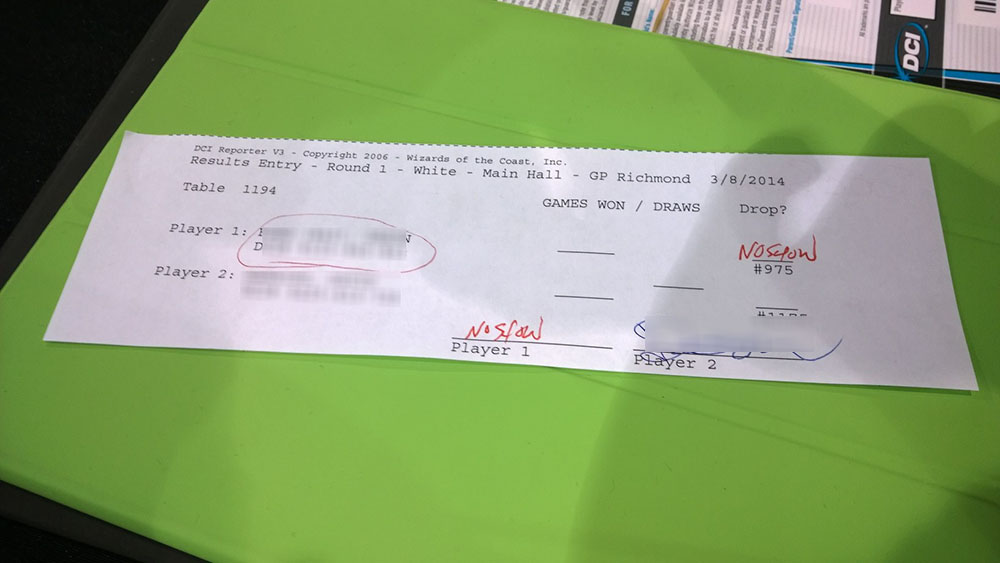 FOR
DCI
DCI Reporter V3 - Copyright 2006 - Wizards of the Coast, Inc.
Results Entry - Round 1 - White - Main Hall - GP Richmond 3/8/2014
Table 1194
GAMES WON / DRAWS Drop?
Player 1:
D
NOSHOW
#975
Player 2:
NOSHOW
Player 1
Player 2